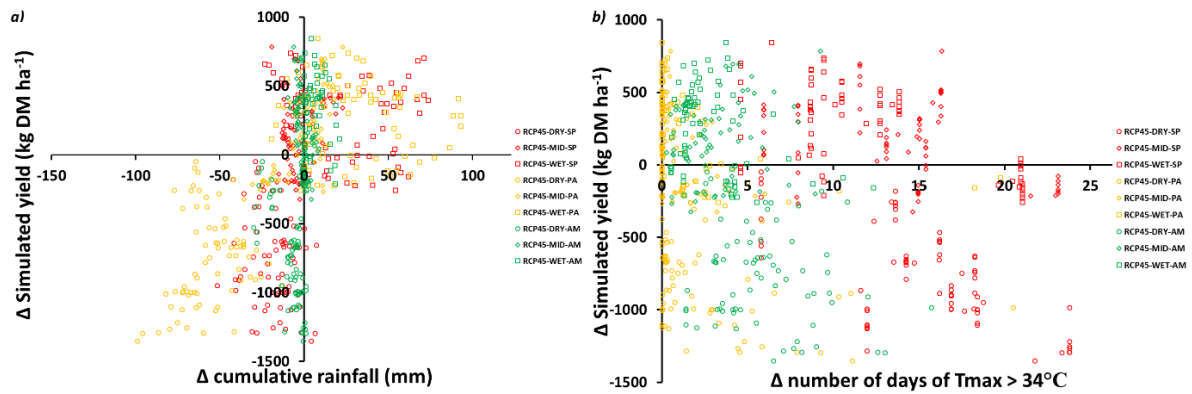 a)
Δ Simulated yield (kg DM ha-1)
1000
500
0
-500
-1000
-1500
-150
-100
-50
0
50
100
Δ cumulative rainfall (mm)
RCP45-DRY-SP
RCP45-MID-SP
RCP45-WET-SP
RCP45-DRY-PA
RCP45-MID-PA
RCP45-WET-PA
RCP45-DRY-AM
RCP45-MID-AM
RCP45-WET-AM
b)
Δ Simulated yield (kg DM ha-1)
1000
500
0
-500
-1000
-1500
0
5
10
15
20
25
Δ number of days of Tmax > 34°C
RCP45-DRY-SP
RCP45-MID-SP
RCP45-WET-SP
RCP45-DRY-PA
RCP45-MID-PA
RCP45-WET-PA
RCP45-DRY-AM
RCP45-MID-AM
RCP45-WET-AM